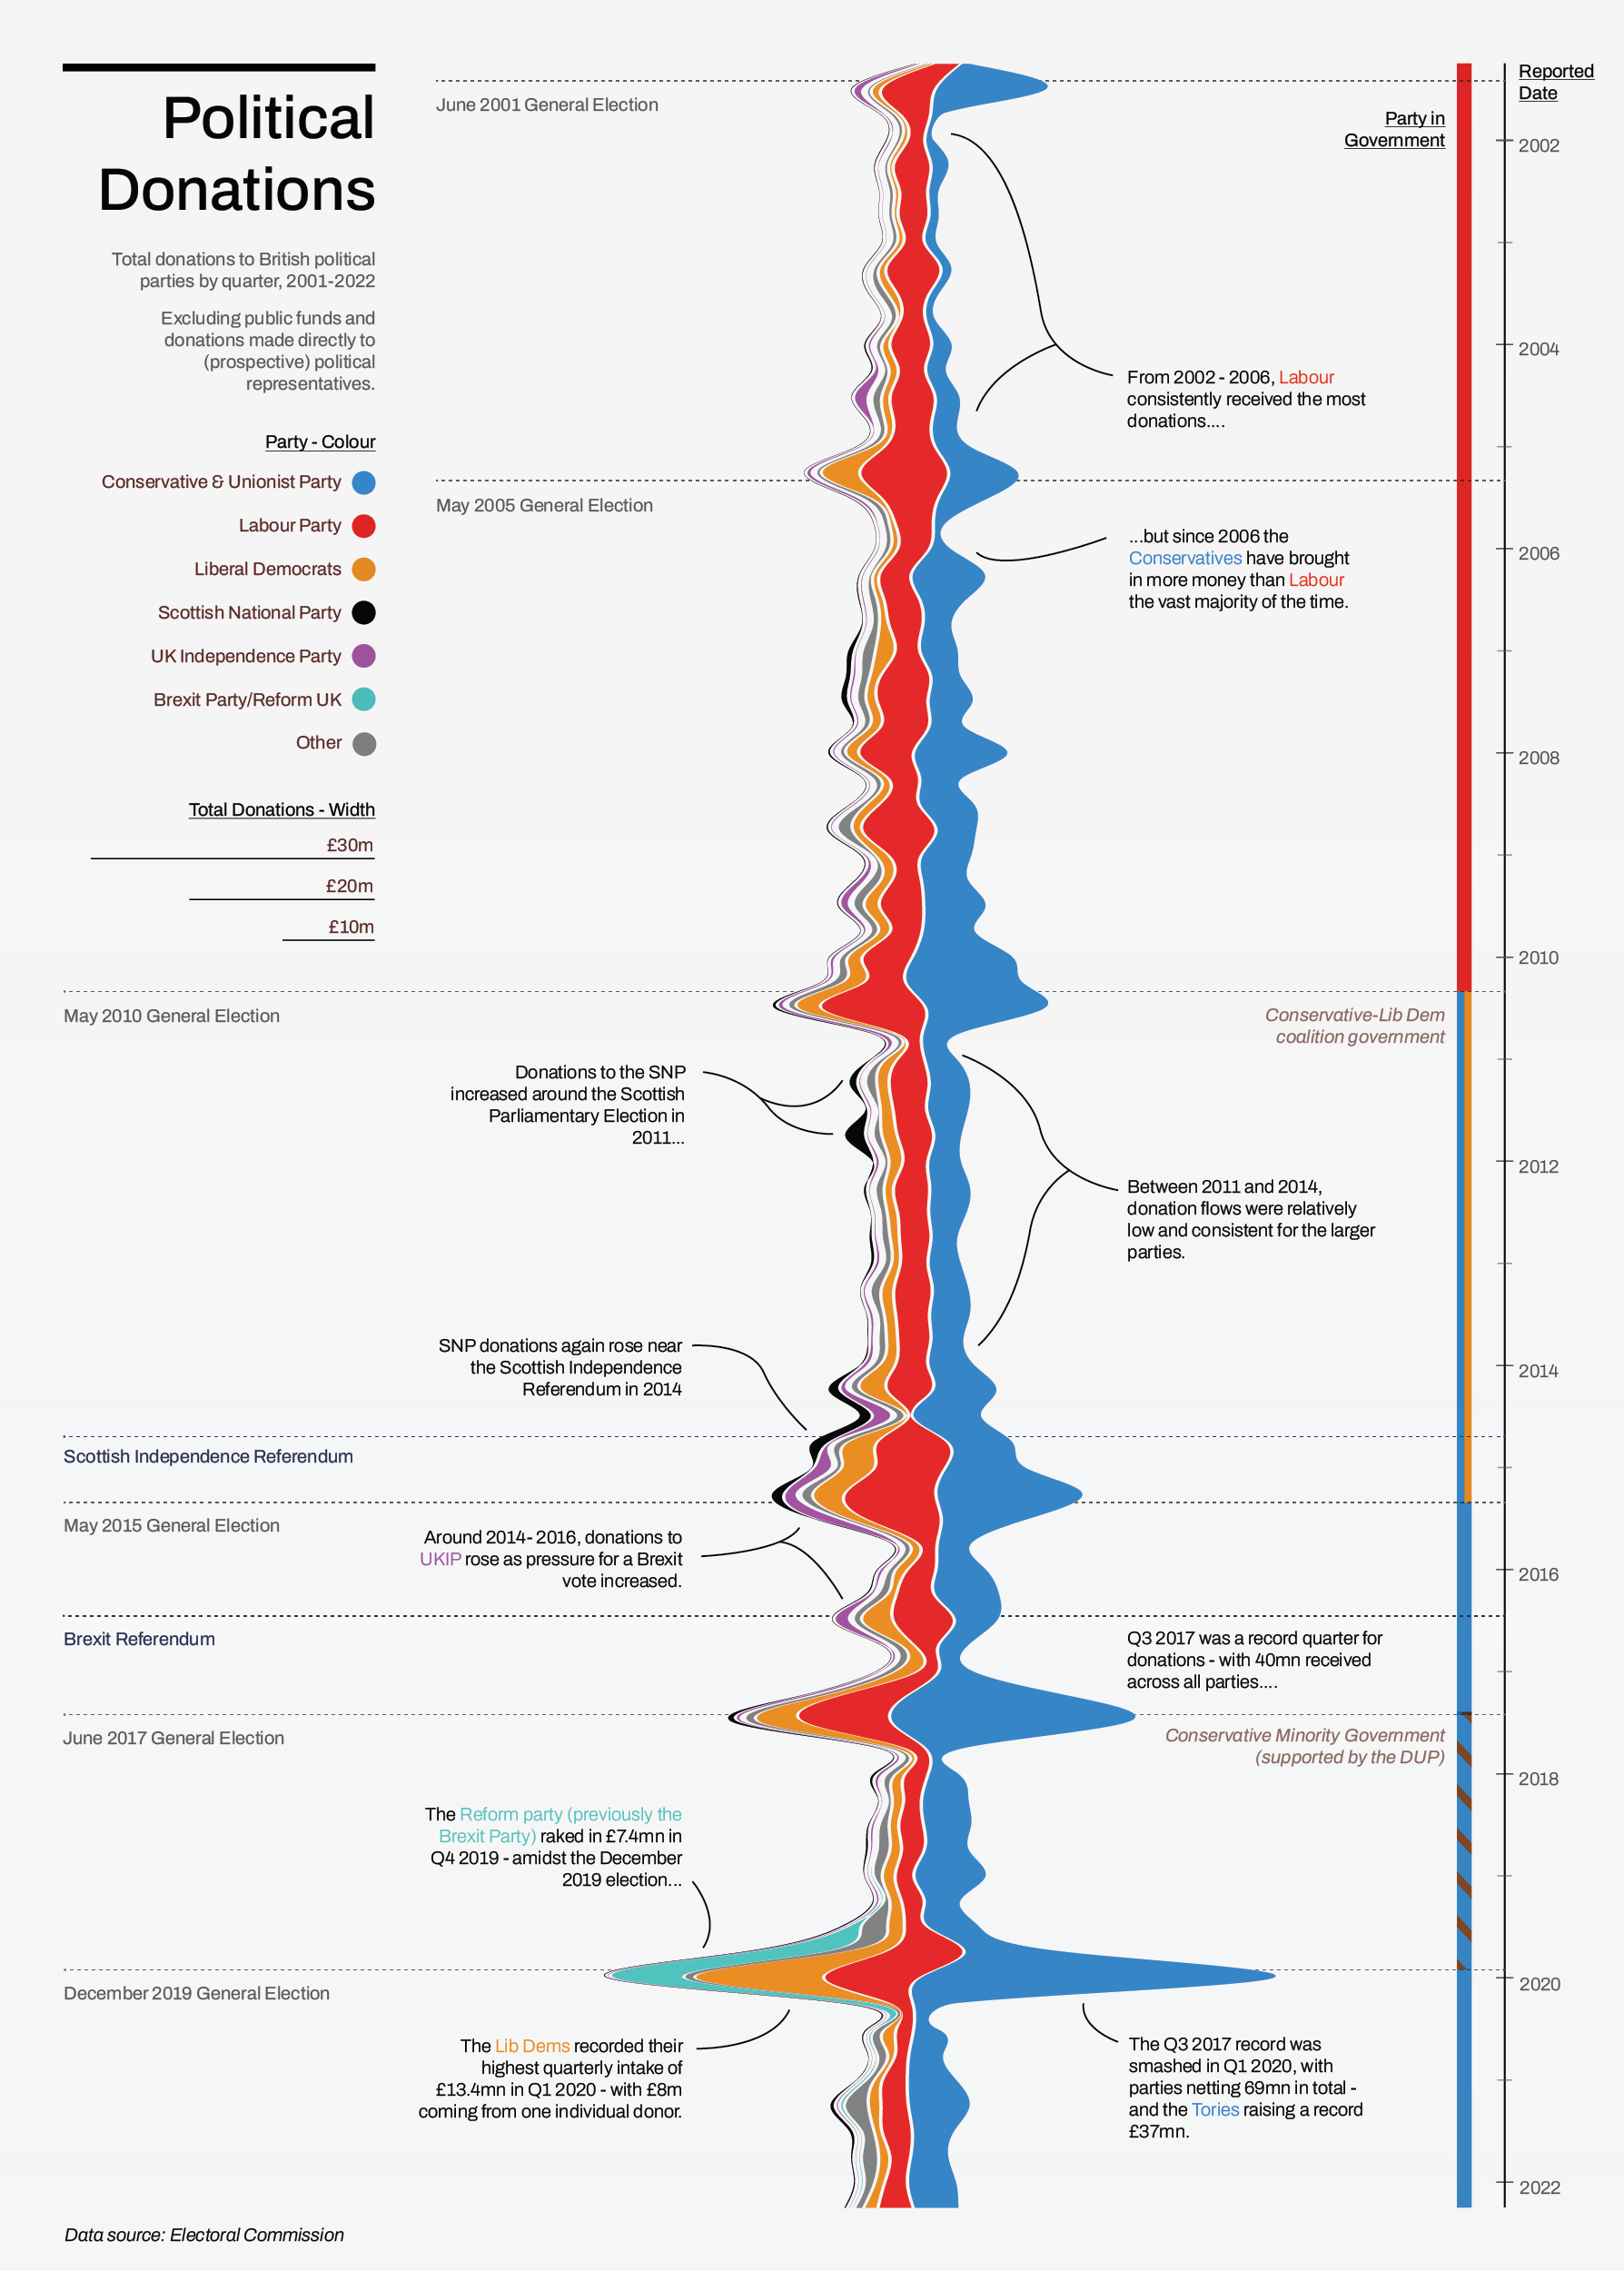 Political
Donations
Total donations to British political
parties by quarter, 2001-2022
Excluding public funds and
donations made directly to
(prospective) political
representatives.
Party - Colour
Conservative & Unionist Party
Labour Party
Liberal Democrats
Scottish National Party
UK Independence Party
Brexit Party/Reform UK
Other
Total Donations - Width
£30m
£20m
£10m
Reported
Date
Party in
Government
June 2001 General Election
2002
2004
From 2002 - 2006, Labour
consistently received the most
donations....
May 2005 General Election
...but since 2006 the
Conservatives have brought
in more money than Labour
the vast majority of the time.
2006
2008
2010
May 2010 General Election
Conservative-Lib Dem
coalition government
Donations to the SNP
increased around the Scottish
Parliamentary Election in
2011...
2012
Between 2011 and 2014,
donation flows were relatively
low and consistent for the larger
parties.
SNP donations again rose near
the Scottish Independence
Referendum in 2014
2014
Scottish Independence Referendum
May 2015 General Election
Around 2014- 2016, donations to
UKIP rose as pressure for a Brexit
vote increased.
2016
Brexit Referendum
Q3 2017 was a record quarter for
donations - with 40mn received
across all parties....
June 2017 General Election
Conservative Minority Government
(supported by the DUP)
2018
The Reform party (previously the
Brexit Party) raked in £7.4mn in
Q4 2019 - amidst the December
2019 election...
2020
December 2019 General Election
The Lib Dems recorded their
highest quarterly intake of
£13.4mn in Q1 2020 - with £8m
coming from one individual donor.
The Q3 2017 record was
smashed in Q1 2020, with
parties netting 69mn in total -
and the Tories raising a record
£37mn.
2022
Data source: Electoral Commission